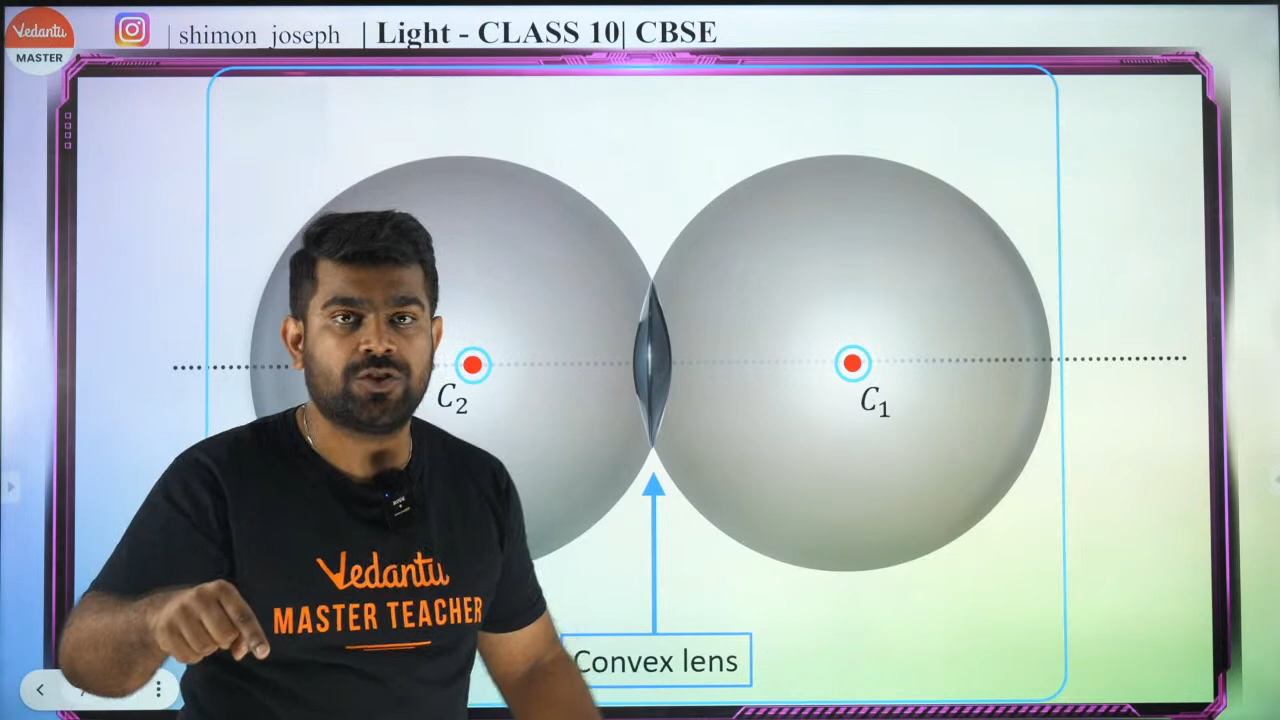 Vedantu
MASTER
| shimon_joseph | Light - CLASS 10| CBSE
C2
C1
Vedantu
MASTER TEACHER
Convex lens